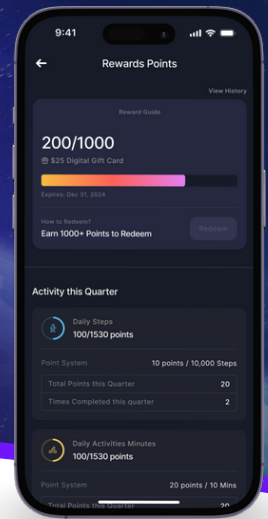 9:41
Rewards Points
View History
Reward Guide
200/1000
$25 Digital Gift Card
Expires: Dec 31, 2024
How to Redeem?
Earn 1000+ Points to Redeem
Redeem
Activity this Quarter
Daily Steps
100/1530 points
Point System 10 points / 10,000 Steps
Total Points this Quarter 20
Times Completed this quarter 2
Daily Activities Minutes
100/1530 points
Point System 20 points / 10 Mins
Total Points this Quarter 20